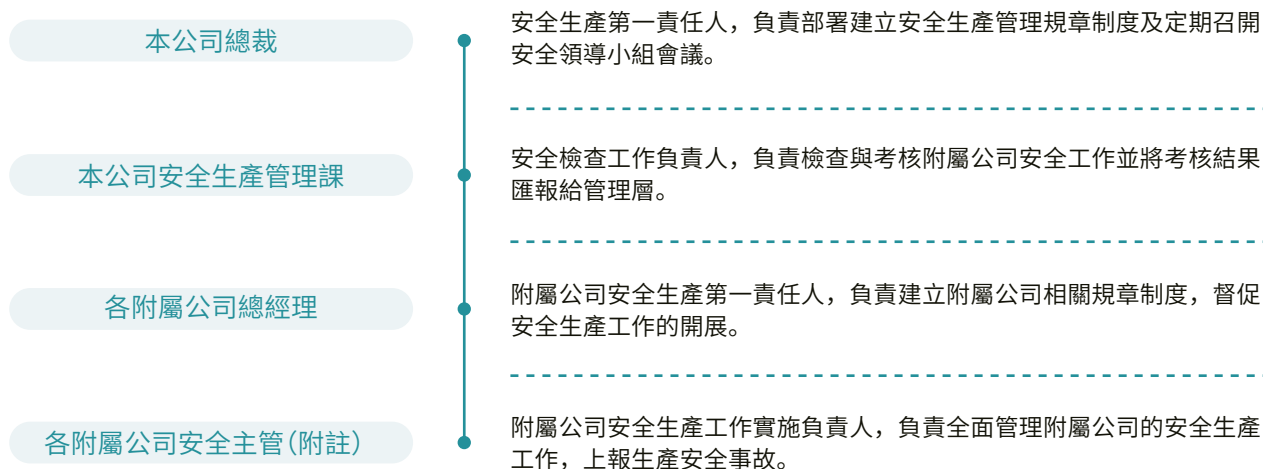 本公司總裁
安全生產第一責任人，負責部署建立安全生產管理規章制度及定期召開
安全領導小組會議。
本公司安全生產管理課
安全檢查工作負責人，負責檢查與考核附屬公司安全工作並將考核結果
匯報給管理層。
各附屬公司總經理
附屬公司安全生產第一責任人，負責建立附屬公司相關規章制度，督促
安全生產工作的開展。
各附屬公司安全主管（附註）
附屬公司安全生產工作實施負責人，負責全面管理附屬公司的安全生產
工作，上報生產安全事故。